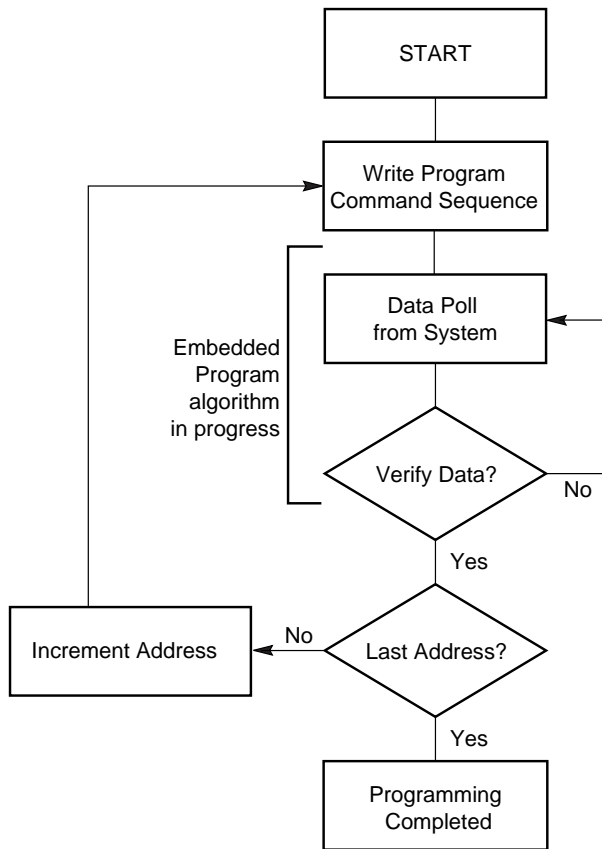 START
Write Program
Command Sequence
Data Poll
from System
Embedded
Program
algorithm
in progress
Verify Data?
No
Yes
Increment Address
No
Last Address?
Yes
Programming
Completed